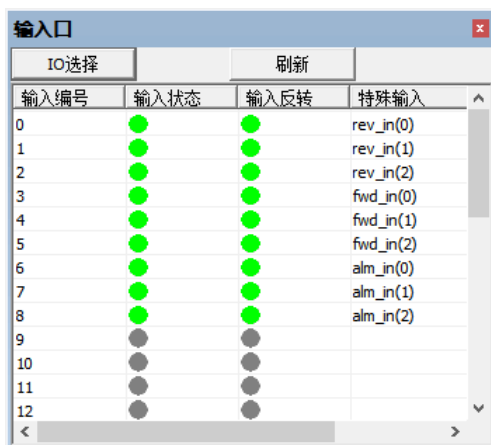 输入口
IO选择 刷新
输入编号 输入状态 输入反转 特殊输入
0 rev_in(0)
1 rev_in(1)
2 rev_in(2)
3 fwd_in(0)
4 fwd_in(1)
5 fwd_in(2)
6 alm_in(0)
7 alm_in(1)
8 alm_in(2)
9
10
11
12